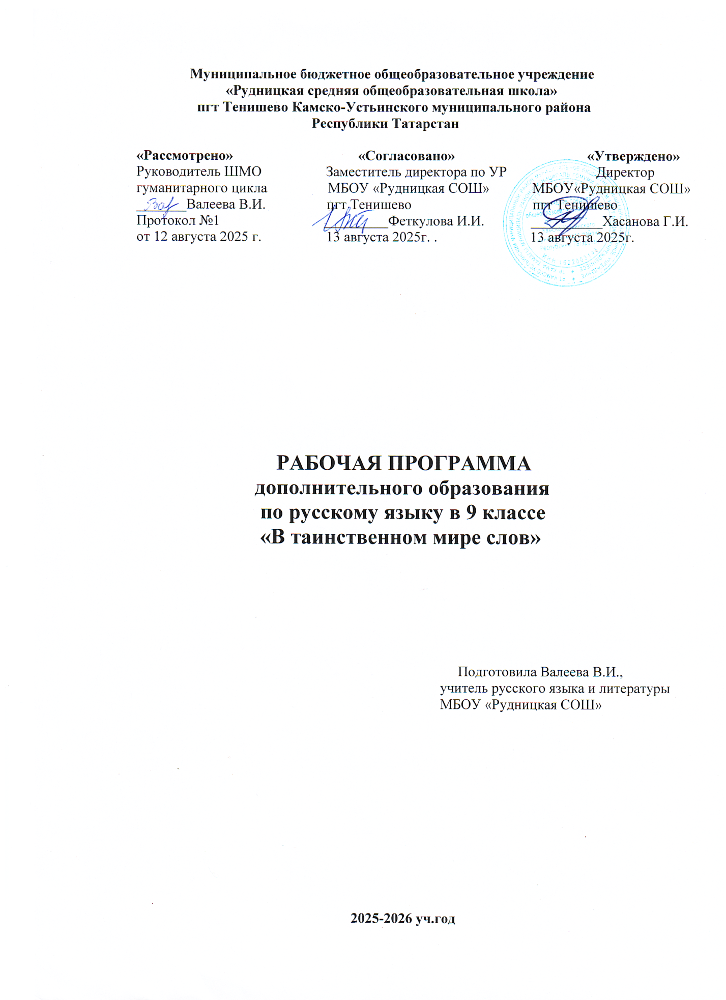 Муниципальное бюджетное общеобразовательное учреждение
«Рудницкая средняя общеобразовательная школа»
пгт Тенишево Камско-Устьинского муниципального района
Республики Татарстан
«Рассмотрено»
Руководитель ШМО
гуманитарного цикла
_______Валеева В.И.
Протокол №1
от 12 августа 2025 г.
«Согласовано»
Заместитель директора по УР
МБОУ «Рудницкая СОШ»
пгт Тенишево
_________Феткулова И.И.
13 августа 2025г. .
«Утверждено»
Директор
МБОУ«Рудницкая СОШ»
пгт Тенишево
__________Хасанова Г.И.
13 августа 2025г.
РАБОЧАЯ ПРОГРАММА
дополнительного образования
по русскому языку в 9 классе
«В таинственном мире слов»
Подготовила Валеева В.И.,
учитель русского языка и литературы
МБОУ «Рудницкая СОШ»
2025-2026 уч.год